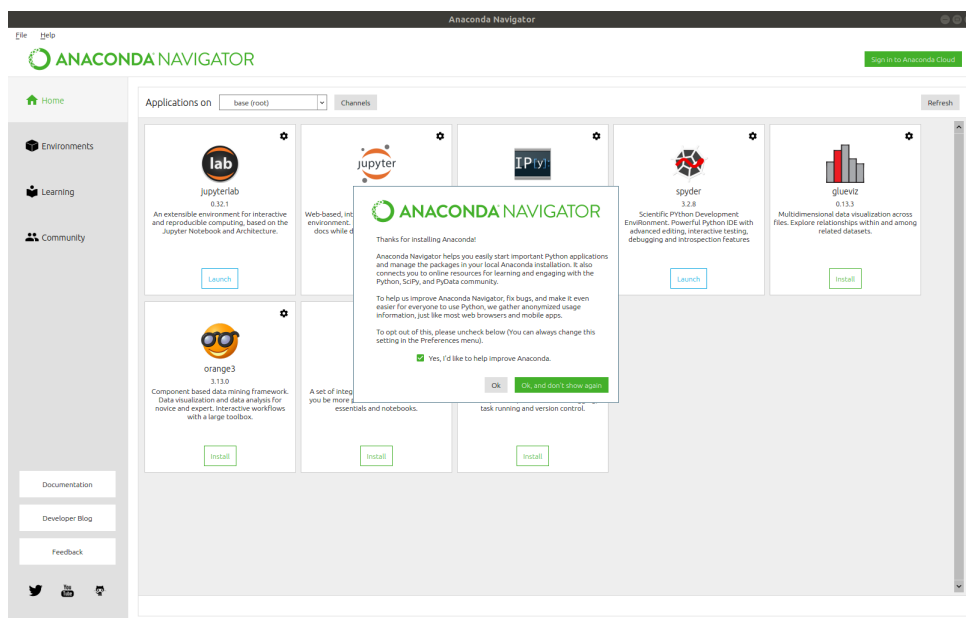 Anaconda Navigator
File Help
ANACONDA NAVIGATOR
Sign in to Anaconda Cloud
Home
Environments
Learning
Community
Documentation
Developer Blog
Feedback
You
Tube
Applications on base (root) Channels Refresh
lab
jupyterlab
0.32.1
An extensible environment for interactive
and reproducible computing, based on the
Jupyter Notebook and Architecture.
Launch
jupyter
Web-based, int
environment.
docs while d
IP[y]:
spyder
3.2.8
Scientific PYthon Development
EnviRonment. Powerful Python IDE with
advanced editing, interactive testing,
debugging and introspection features
Launch
glueviz
0.13.3
Multidimensional data visualization across
files. Explore relationships within and among
related datasets.
Install
orange3
3.13.0
Component based data mining framework.
Data visualization and data analysis for
novice and expert. Interactive workflows
with a large toolbox.
Install
A set of integ
you be more
essentials and notebooks.
Install
task running and version control.
Install
ANACONDA NAVIGATOR
Thanks for installing Anaconda!
Anaconda Navigator helps you easily start important Python applications
and manage the packages in your local Anaconda installation. It also
connects you to online resources for learning and engaging with the
Python, SciPy, and PyData community.
To help us improve Anaconda Navigator, fix bugs, and make it even
easier for everyone to use Python, we gather anonymized usage
information, just like most web browsers and mobile apps.
To opt out of this, please uncheck below (You can always change this
setting in the Preferences menu).
Yes, I'd like to help improve Anaconda.
Ok
Ok, and don't show again